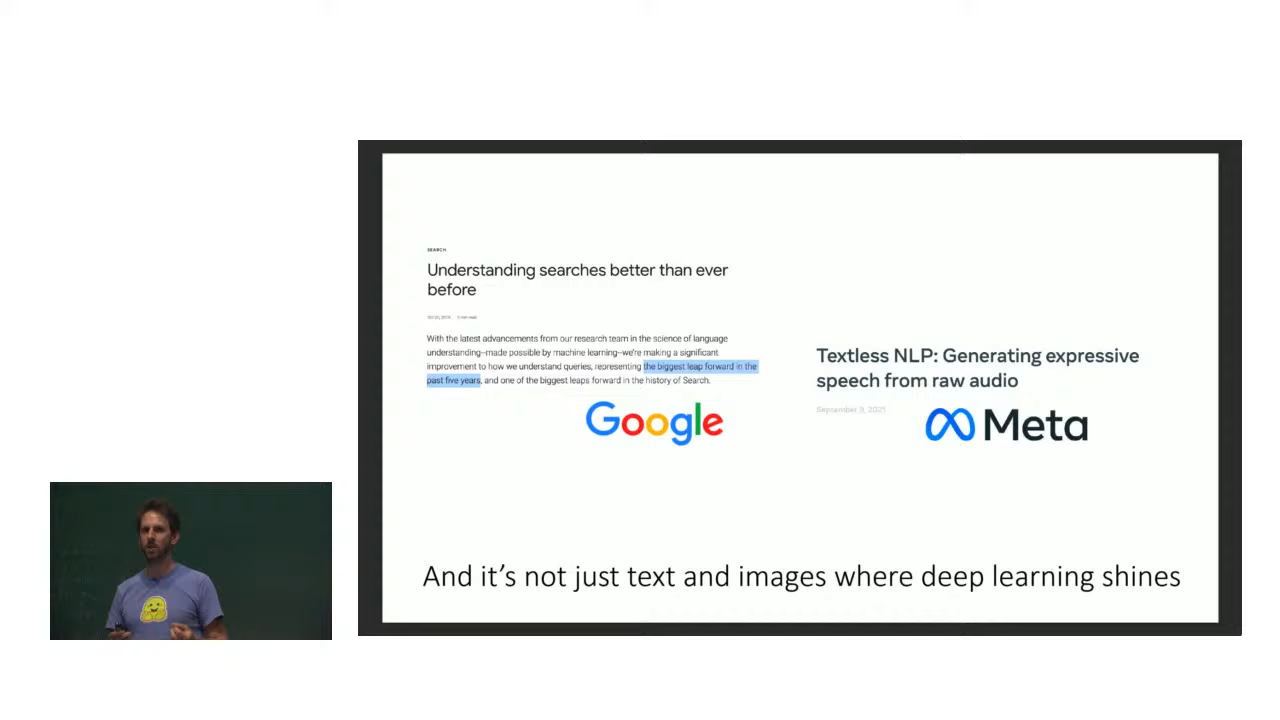 SEARCH
Understanding searches better than ever
before
With the latest advancements from our research team in the science of language
understanding–made possible by machine learning–we're making a significant
improvement to how we understand queries, representing the biggest leap forward in the
past five years, and one of the biggest leaps forward in the history of Search.
Google
Textless NLP: Generating expressive
speech from raw audio
September 9, 2021
Meta
And it's not just text and images where deep learning shines